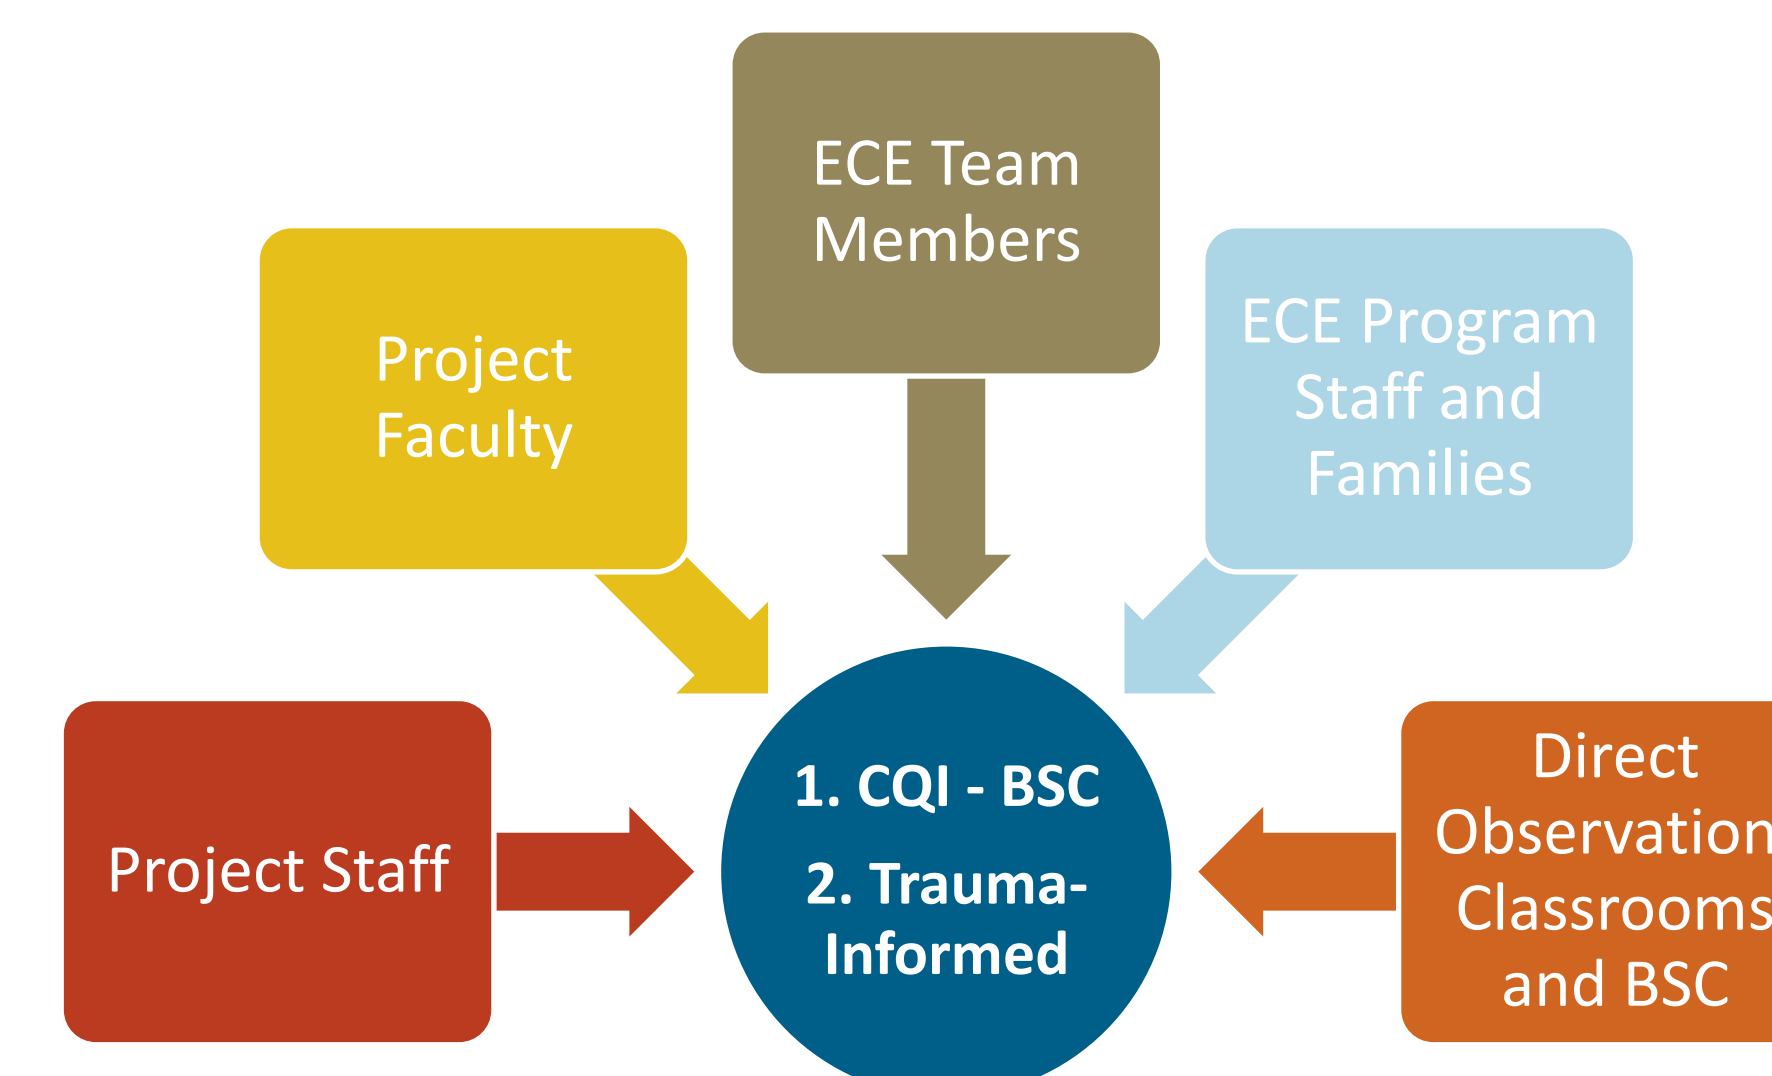 ECE Team
Members
Project
Faculty
ECE Program
Staff and
Families
Project Staff
1. CQI - BSC
2. Trauma-
Informed
Direct
Observation
Classrooms
and BSC